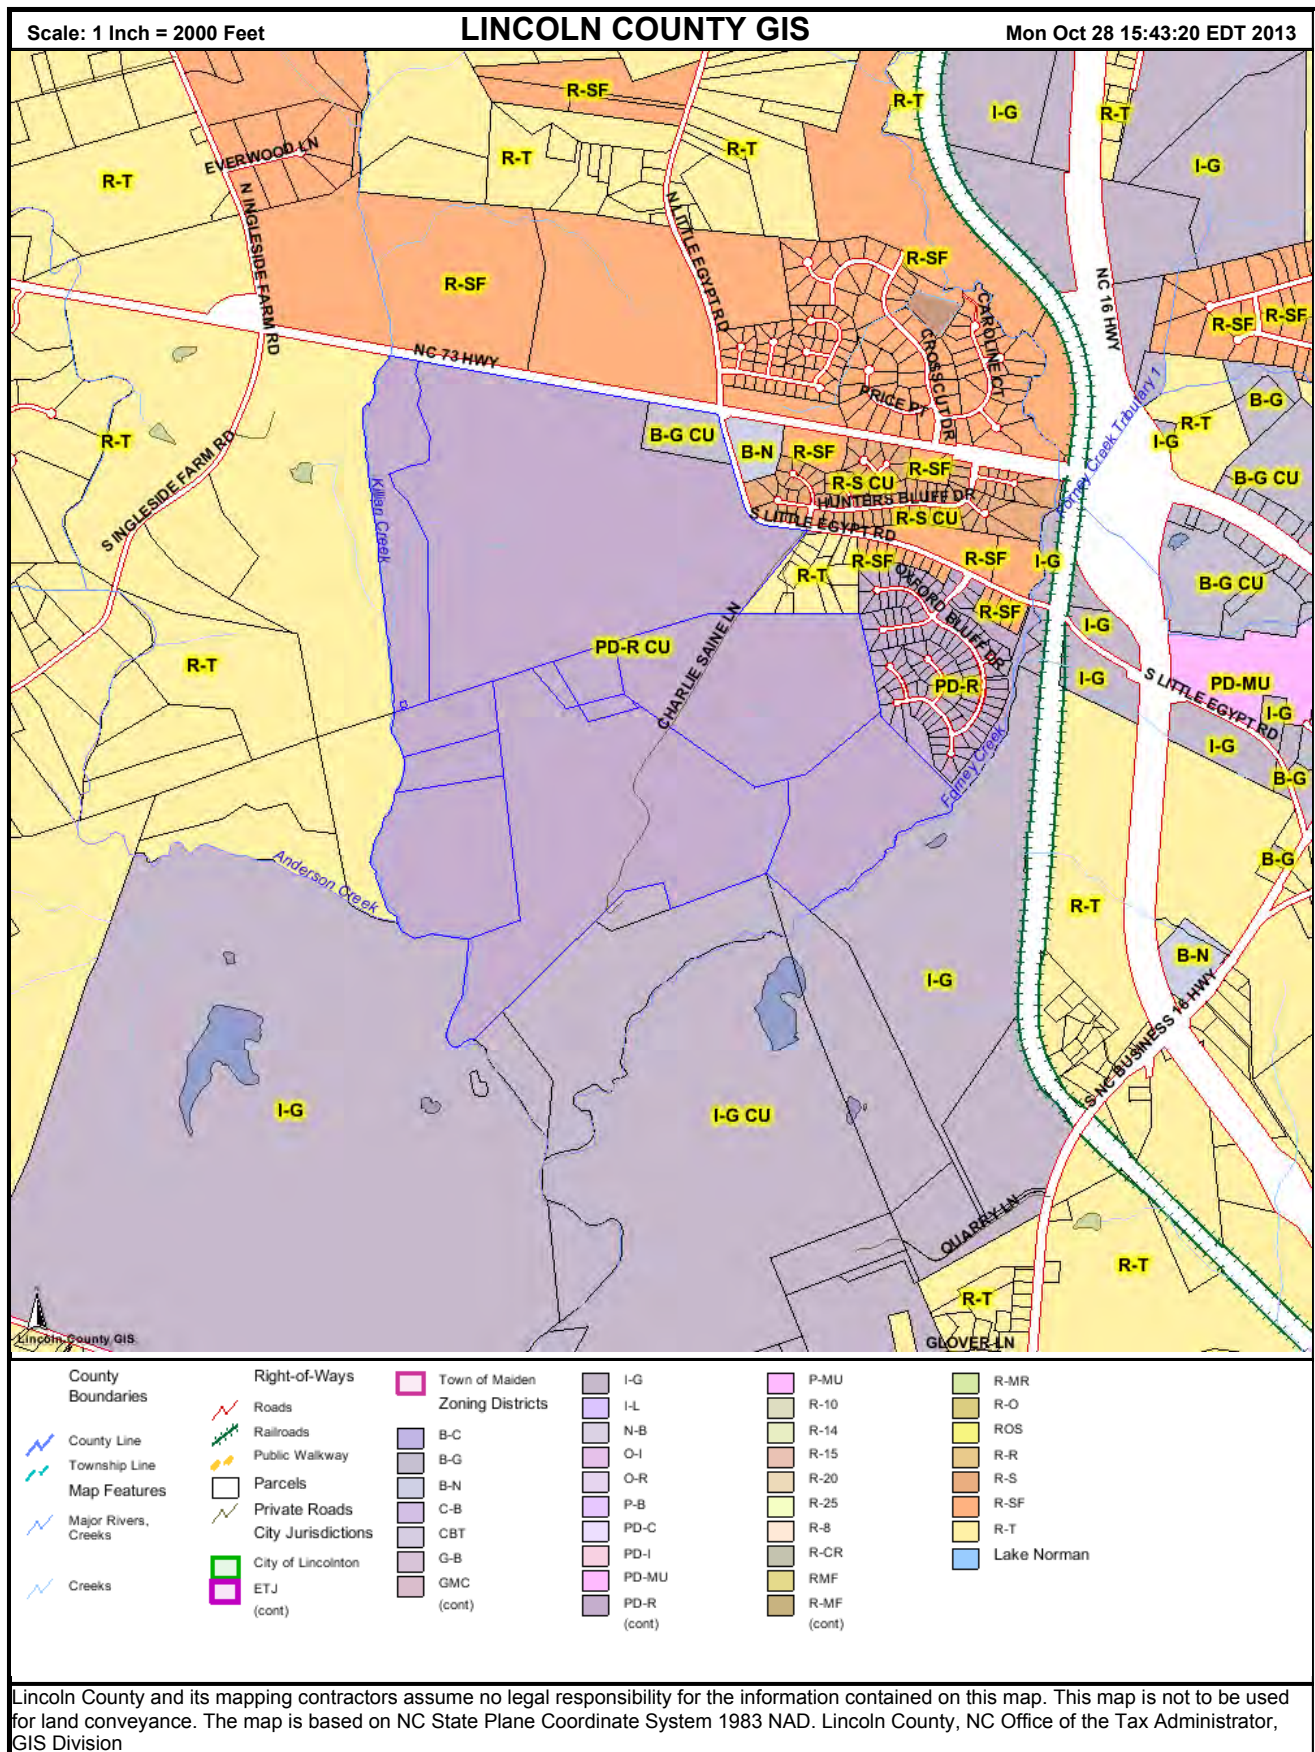 Scale: 1 Inch = 2000 Feet
LINCOLN COUNTY GIS
Mon Oct 28 15:43:20 EDT 2013
R-SF
R-T
I-G
R-T
EVERWOOD LN
R-T
R-T
R-T
I-G
N INGLESIDE FARM RD
N LITTLE EGYPT RD
R-SF
R-SF
NC 16 HWY
CAROLINE CT
R-SF
R-SF
CROSSCUT DR
NC 73 HWY
PRICE PT
Forney Creek Tributary 1
B-G
R-T
I-G
R-T
B-G CU
B-N
R-SF
R-SF
B-G CU
S INGLESIDE FARM RD
Killian Creek
R-S CU
HUNTERS BLUFF DR
R-S CU
S LITTLE EGYPT RD
R-SF
R-SF
I-G
R-T
OXFORD BLUFF DR
B-G CU
R-SF
I-G
PD-R CU
CHARLIE SAINE LN
R-T
PD-R
I-G
S LITTLE EGYPT RD
PD-MU
I-G
I-G
Forney Creek
B-G
Anderson Creek
B-G
R-T
B-N
I-G
S NC BUSINESS 16 HWY
I-G
I-G CU
QUARRY LN
R-T
R-T
GLOVER LN
N
Lincoln County GIS
County
Boundaries
County Line
Township Line
Map Features
Major Rivers,
Creeks
Creeks
Right-of-Ways
Roads
Railroads
Public Walkway
Parcels
Private Roads
City Jurisdictions
City of Lincolnton
ETJ
(cont)
Town of Maiden
Zoning Districts
B-C
B-G
B-N
C-B
CBT
G-B
GMC
(cont)
I-G
I-L
N-B
O-I
O-R
P-B
PD-C
PD-I
PD-MU
PD-R
(cont)
P-MU
R-10
R-14
R-15
R-20
R-25
R-8
R-CR
RMF
R-MF
(cont)
R-MR
R-O
ROS
R-R
R-S
R-SF
R-T
Lake Norman
Lincoln County and its mapping contractors assume no legal responsibility for the information contained on this map. This map is not to be used
for land conveyance. The map is based on NC State Plane Coordinate System 1983 NAD. Lincoln County, NC Office of the Tax Administrator,
GIS Division